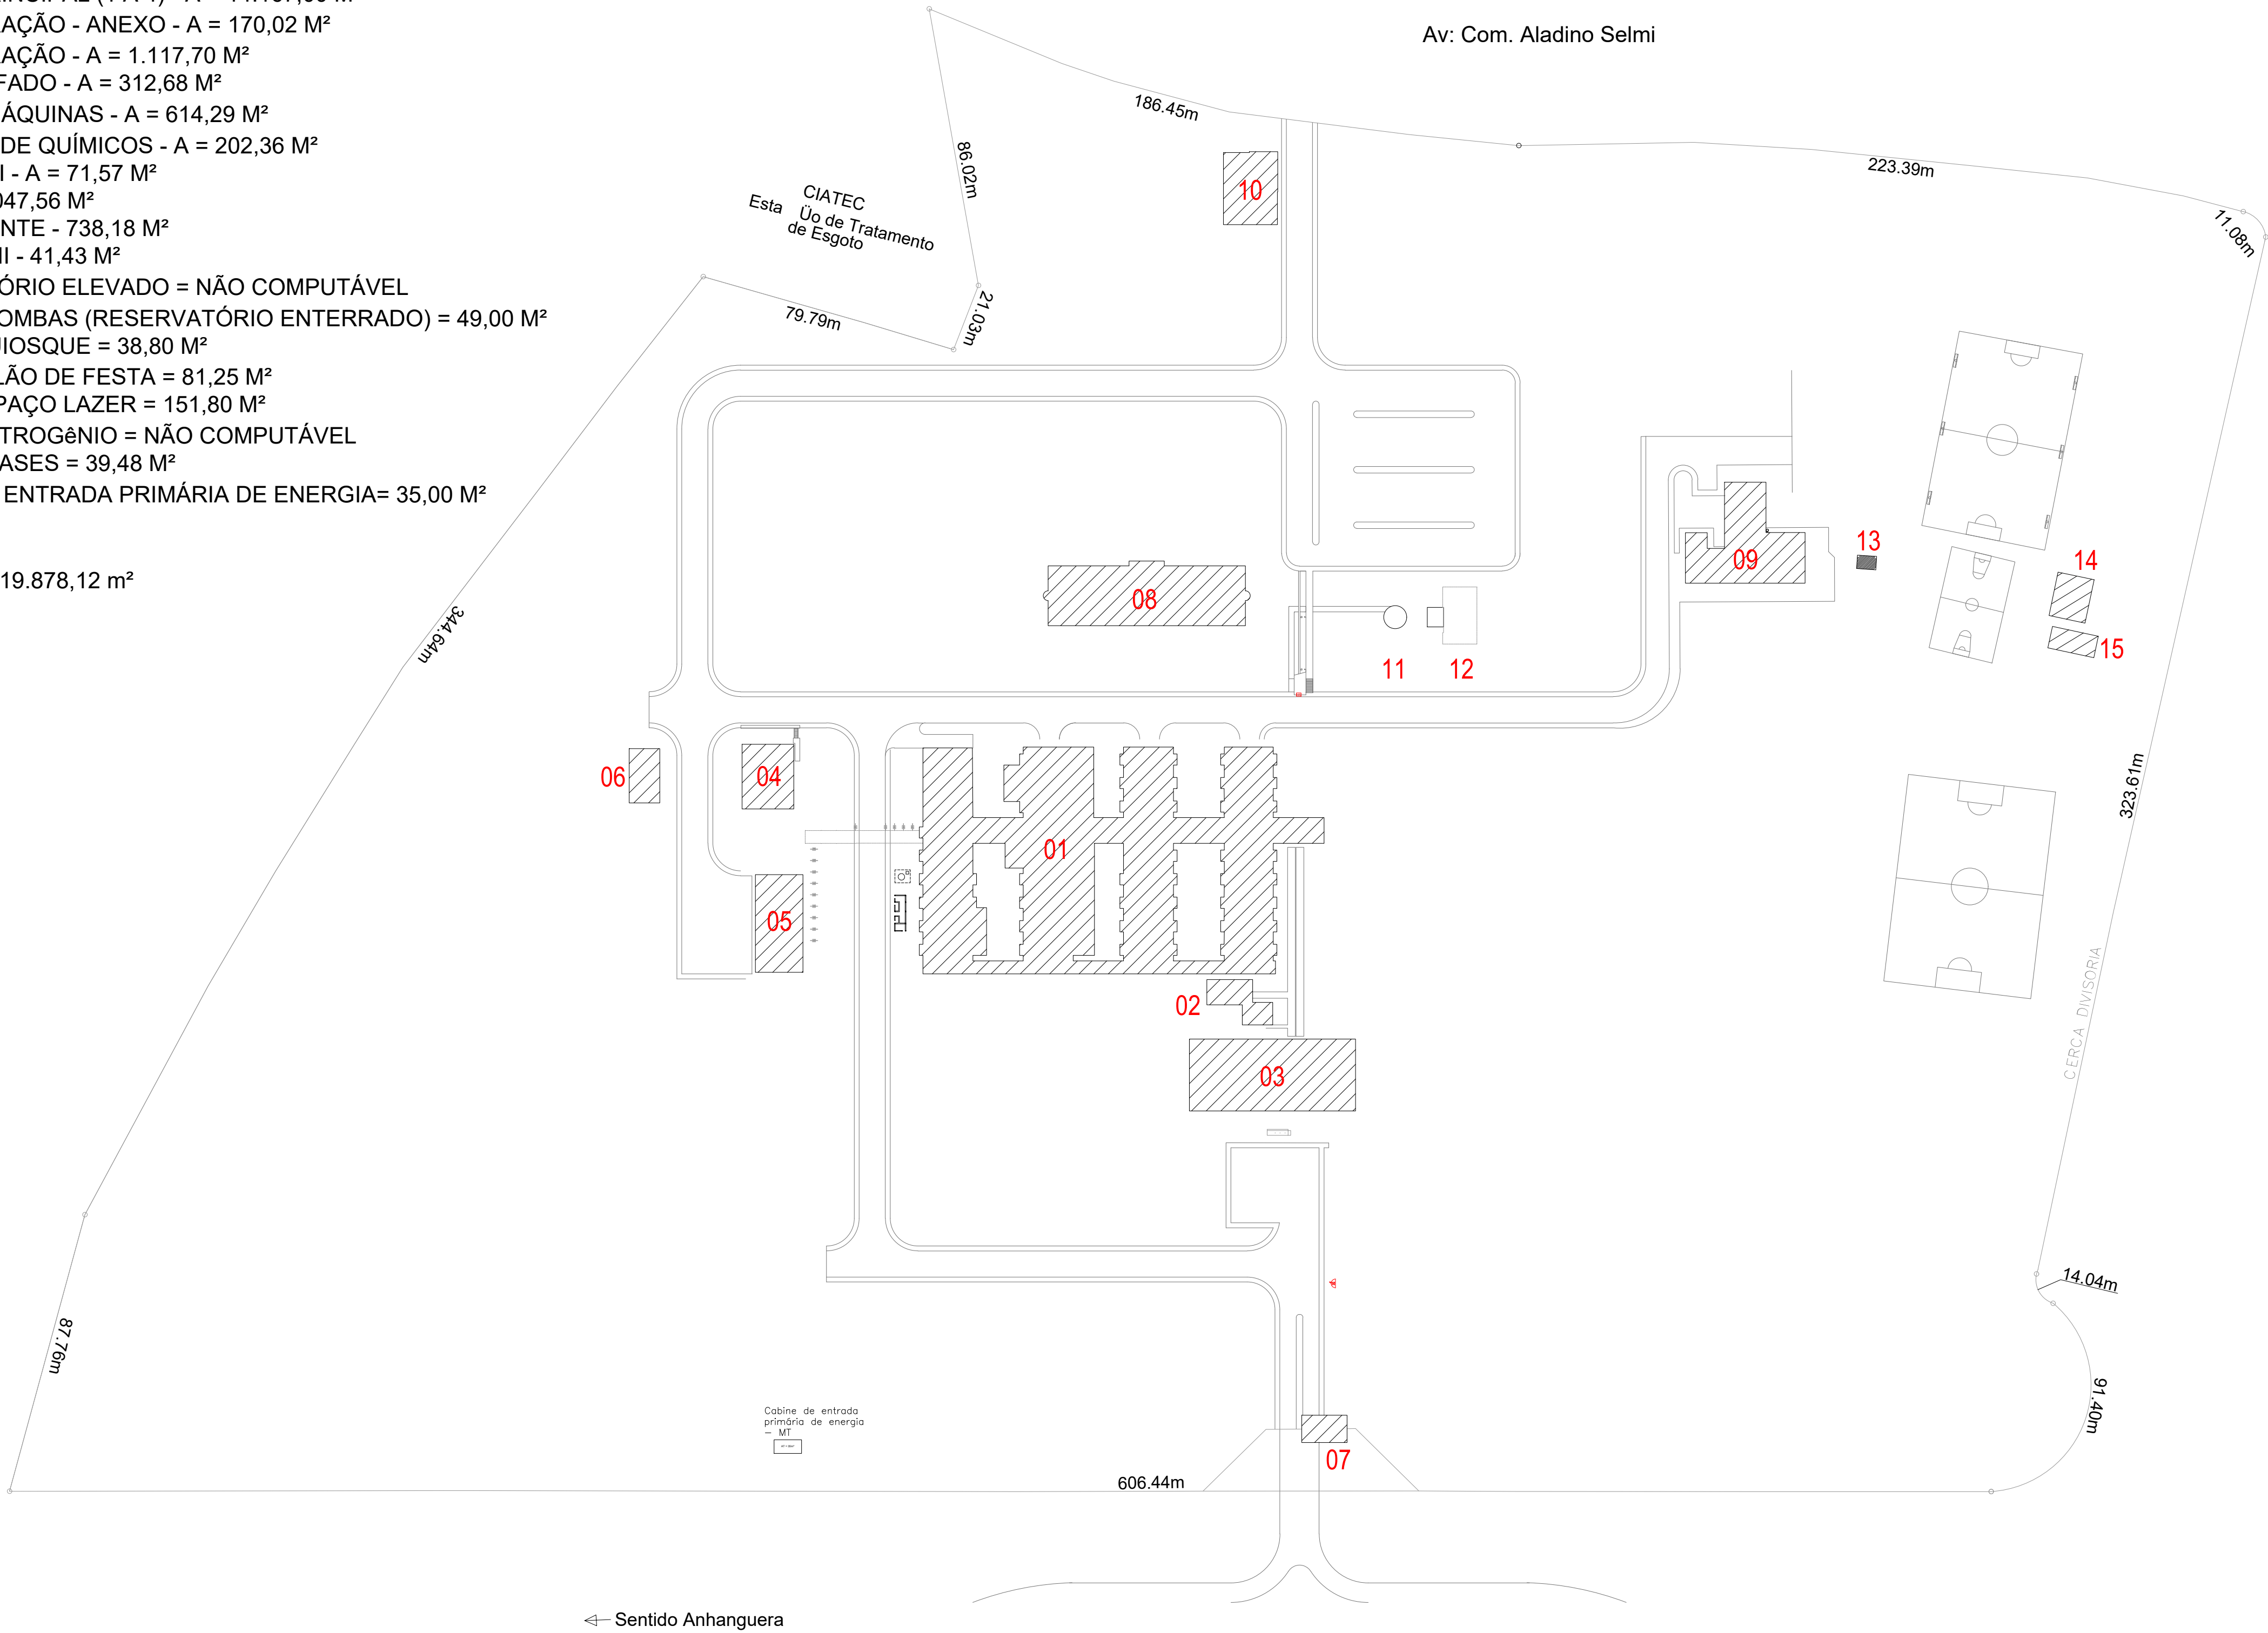 AÇÃO - ANEXO - A = 170,02 M²
AÇÃO - A = 1.117,70 M²
FADO - A = 312,68 M²
ÁQUINAS - A = 614,29 M²
DE QUÍMICOS - A = 202,36 M²
I - A = 71,57 M²
047,56 M²
NTE - 738,18 M²
II - 41,43 M²
ÓRIO ELEVADO = NÃO COMPUTÁVEL
OMBAS (RESERVATÓRIO ENTERRADO) = 49,00 M²
IOSQUE = 38,80 M²
LÃO DE FESTA = 81,25 M²
PAÇO LAZER = 151,80 M²
TROGêNIO = NÃO COMPUTÁVEL
ASES = 39,48 M²
ENTRADA PRIMÁRIA DE ENERGIA= 35,00 M²
19.878,12 m²
Av: Com. Aladino Selmi
186.45m
223.39m
11.08m
86.02m
CIATEC
Esta Üo de Tratamento
de Esgoto
21.03m
79.79m
344.64m
10
09
13
14
15
08
11
12
06
04
01
05
02
03
323.61m
CERCA DIVISORIA
14.04m
91.40m
87.76m
Cabine de entrada
primária de energia
- MT
07
606.44m
Sentido Anhanguera